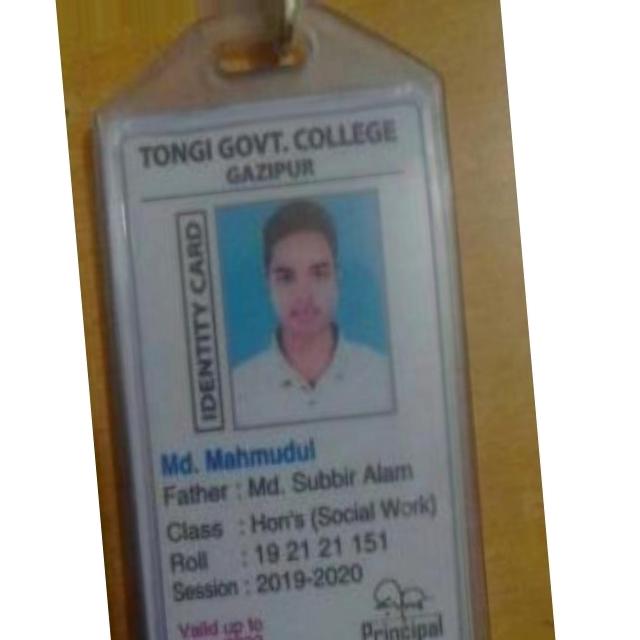 TONGI GOVT. COLLEGE
GAZIPUR
IDENTITY CARD
Md. Mahmudul
Father : Md. Subbir Alam
Class : Hon's (Social Work)
Roll : 19 21 21 151
Session : 2019-2020
Valid up to
Principal